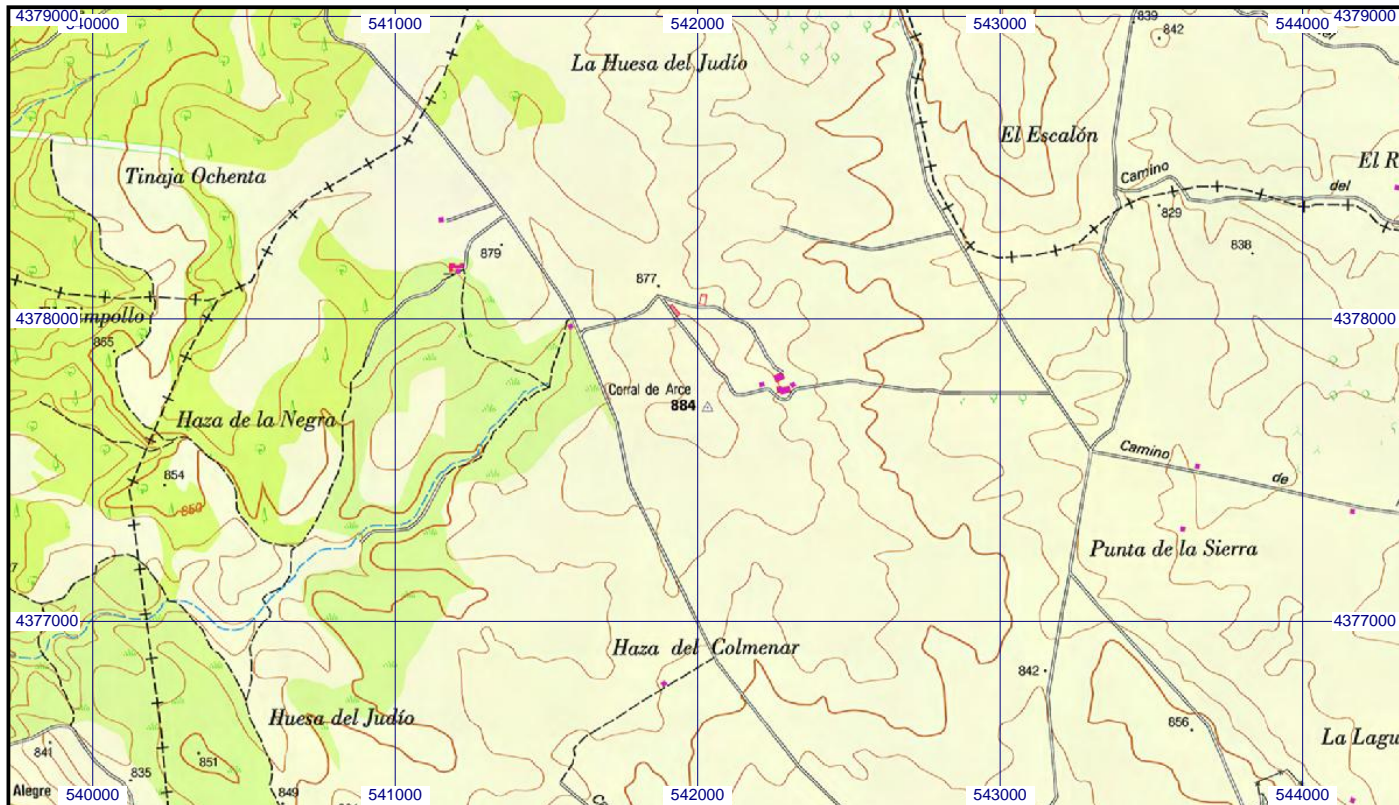 540000 541000 542000 543000 544000
4379000 4379000
839
842
La Huesa del Judío
El Escalón
El R
Tinaja Ochenta
Camino del
829
838
879
877
mpollo
4378000 4378000
865
Corral de Arce
884
Haza de la Negra
854
850
Camino de
Punta de la Sierra
7
4377000 4377000
Haza del Colmenar
842
Huesa del Judío
856
La Lagu
841
851
835
849
Alegre
540000 541000 542000 543000 544000